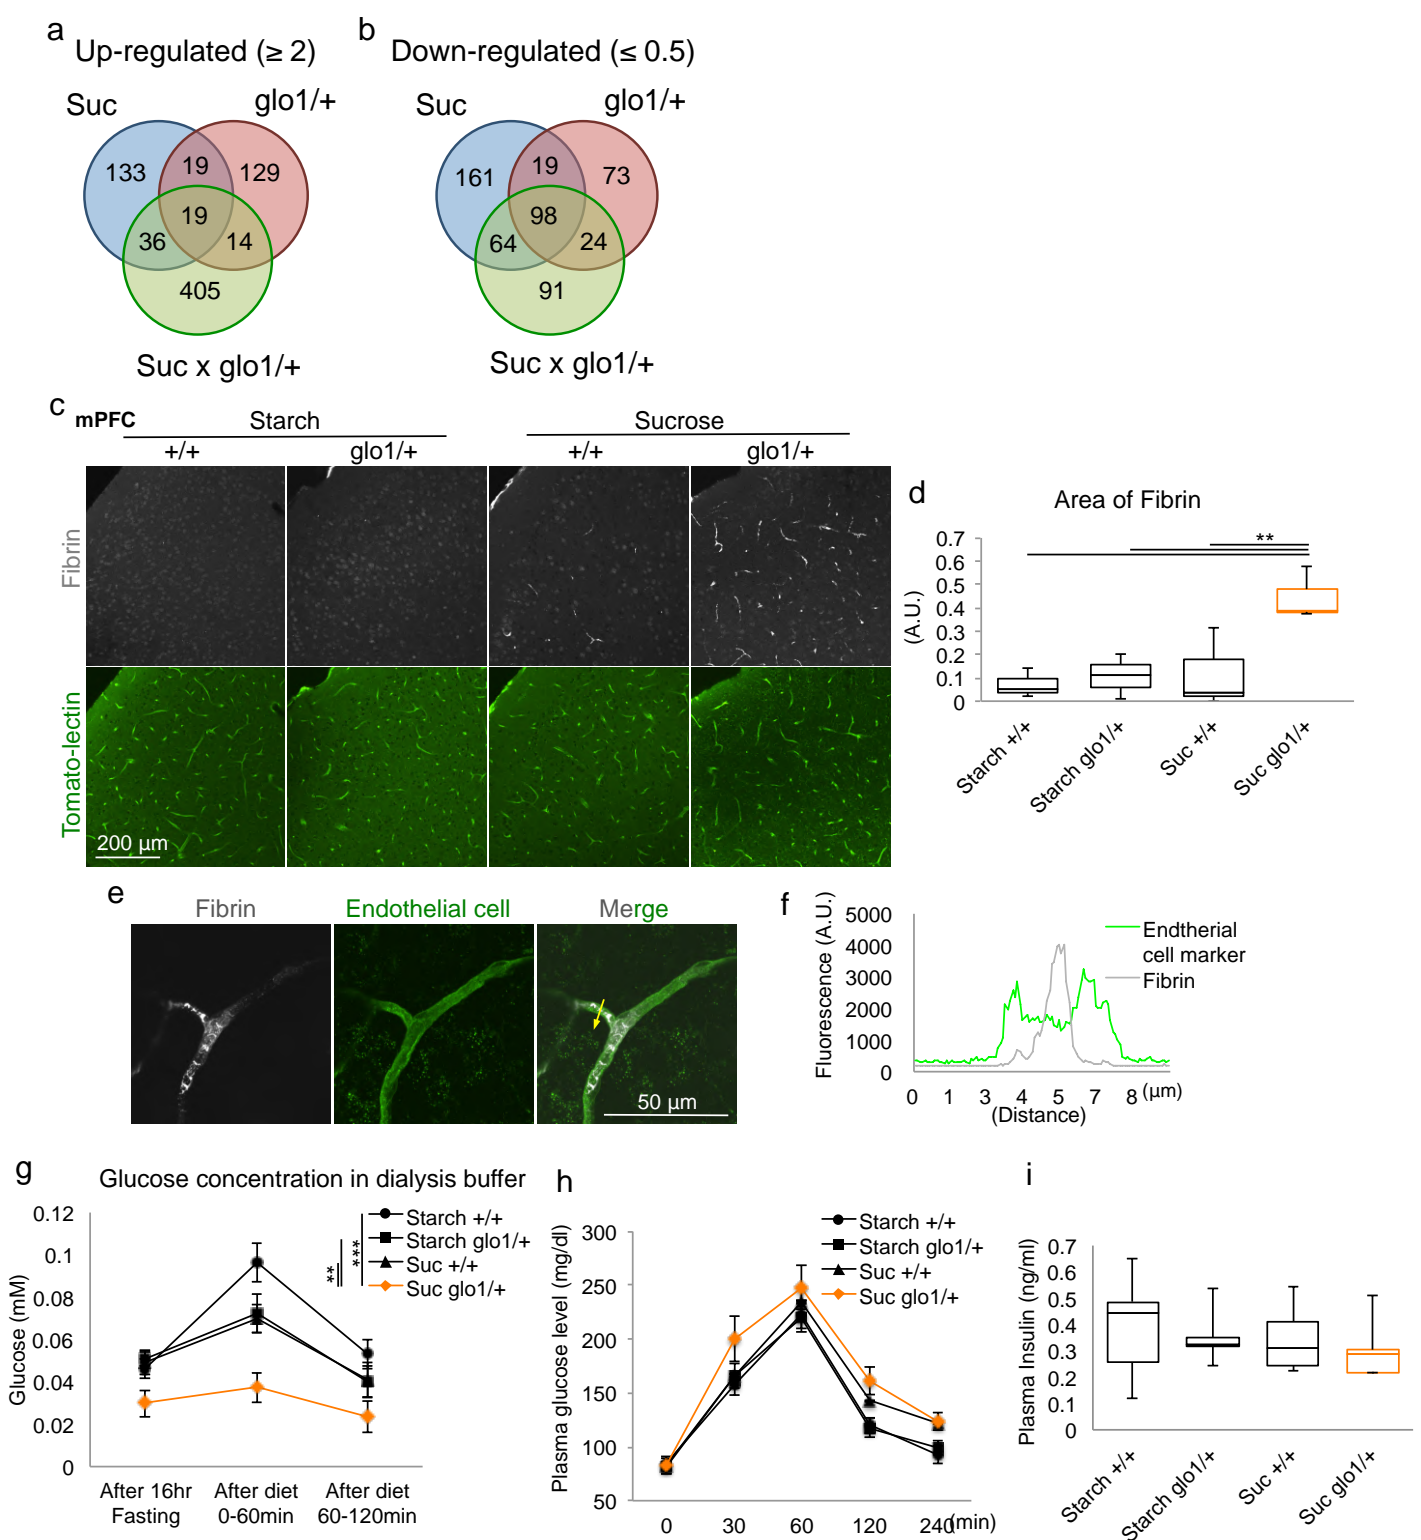 a
Up-regulated (≥ 2)
Suc
glo1/+
133
19
129
19
36
14
405
Suc x glo1/+
b
Down-regulated (≤ 0.5)
Suc
glo1/+
161
19
73
98
64
24
91
Suc x glo1/+
c
mPFC
Starch
Sucrose
+/+
glo1/+
+/+
glo1/+
Fibrin
Tomato-lectin
200 μm
d
Area of Fibrin
(A.U.)
0.7
0.6
0.5
0.4
0.3
0.2
0.1
0
**
Starch +/+
Starch glo1/+
Suc +/+
Suc glo1/+
e
Fibrin
Endothelial cell
Merge
50 μm
f
Fluorescence (A.U.)
5000
4000
3000
2000
1000
0
Endtherial
cell marker
Fibrin
0 1 3 4 5 7 8 (μm)
(Distance)
g
Glucose concentration in dialysis buffer
Glucose (mM)
0.12
0.1
0.08
0.06
0.04
0.02
0
Starch +/+
Starch glo1/+
Suc +/+
Suc glo1/+
**
***
After 16hr
Fasting
After diet
0-60min
After diet
60-120min
h
Plasma glucose level (mg/dl)
300
250
200
150
100
50
Starch +/+
Starch glo1/+
Suc +/+
Suc glo1/+
0 30 60 120 240 (min)
i
Plasma Insulin (ng/ml)
0.7
0.6
0.5
0.4
0.3
0.2
0.1
0
Starch +/+
Starch glo1/+
Suc +/+
Suc glo1/+